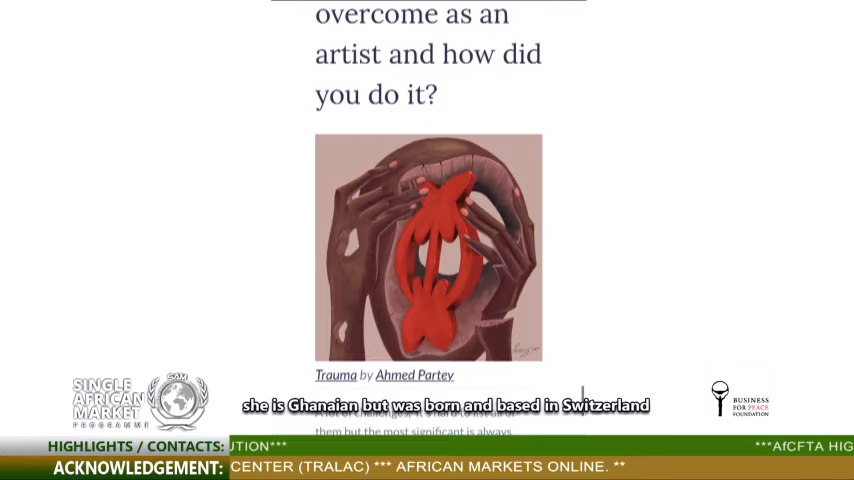 overcome as an
artist and how did
you do it?
Trauma by Ahmed Partey
she is Ghanaian but was born and based in Switzerland
them but the most significant is always
SINGLE
AFRICAN
MARKET
PROGRAMME
SAM
BUSINESS
FOR PEACE
FOUNDATION
HIGHLIGHTS / CONTACTS: UTION*** ***AfCFTA HIG
ACKNOWLEDGEMENT: CENTER (TRALAC) *** AFRICAN MARKETS ONLINE. **